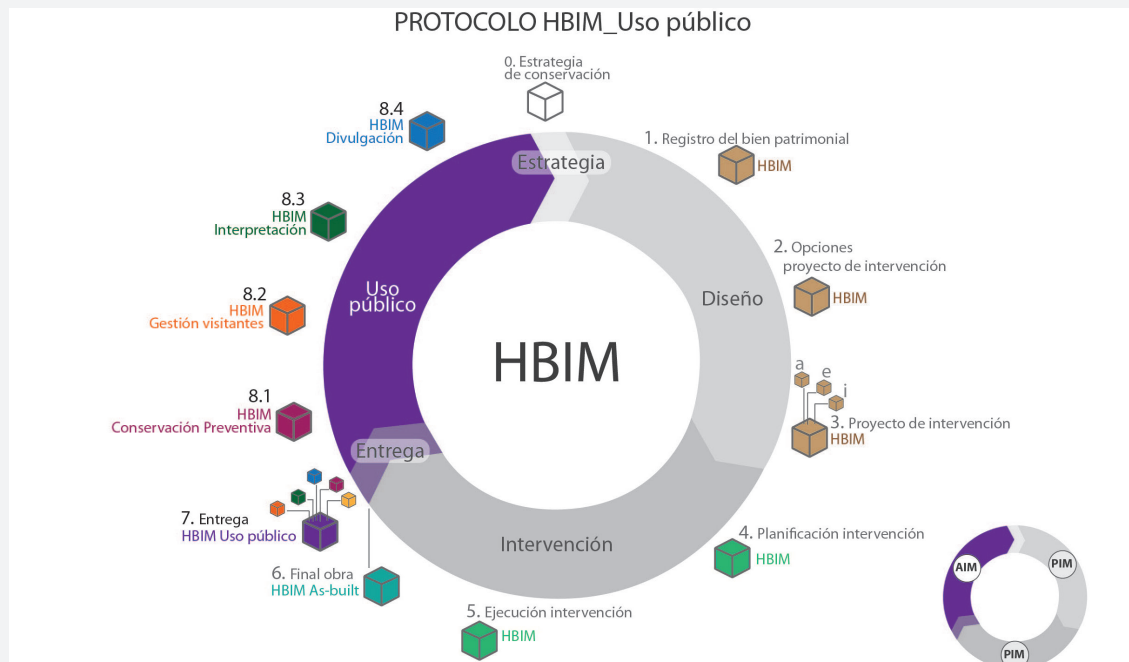 PROTOCOLO HBIM_Uso público
0. Estrategia
de conservación
1. Registro del bien patrimonial
HBIM
2. Opciones
proyecto de intervención
HBIM
a
e
i
3. Proyecto de intervención
HBIM
4. Planificación intervención
HBIM
5. Ejecución intervención
HBIM
6. Final obra
HBIM As-built
7. Entrega
HBIM Uso público
8.1
HBIM
Conservación Preventiva
8.2
HBIM
Gestión visitantes
8.3
HBIM
Interpretación
8.4
HBIM
Divulgación
Estrategia
Diseño
Intervención
Entrega
Uso
público
HBIM
AIM
PIM
PIM